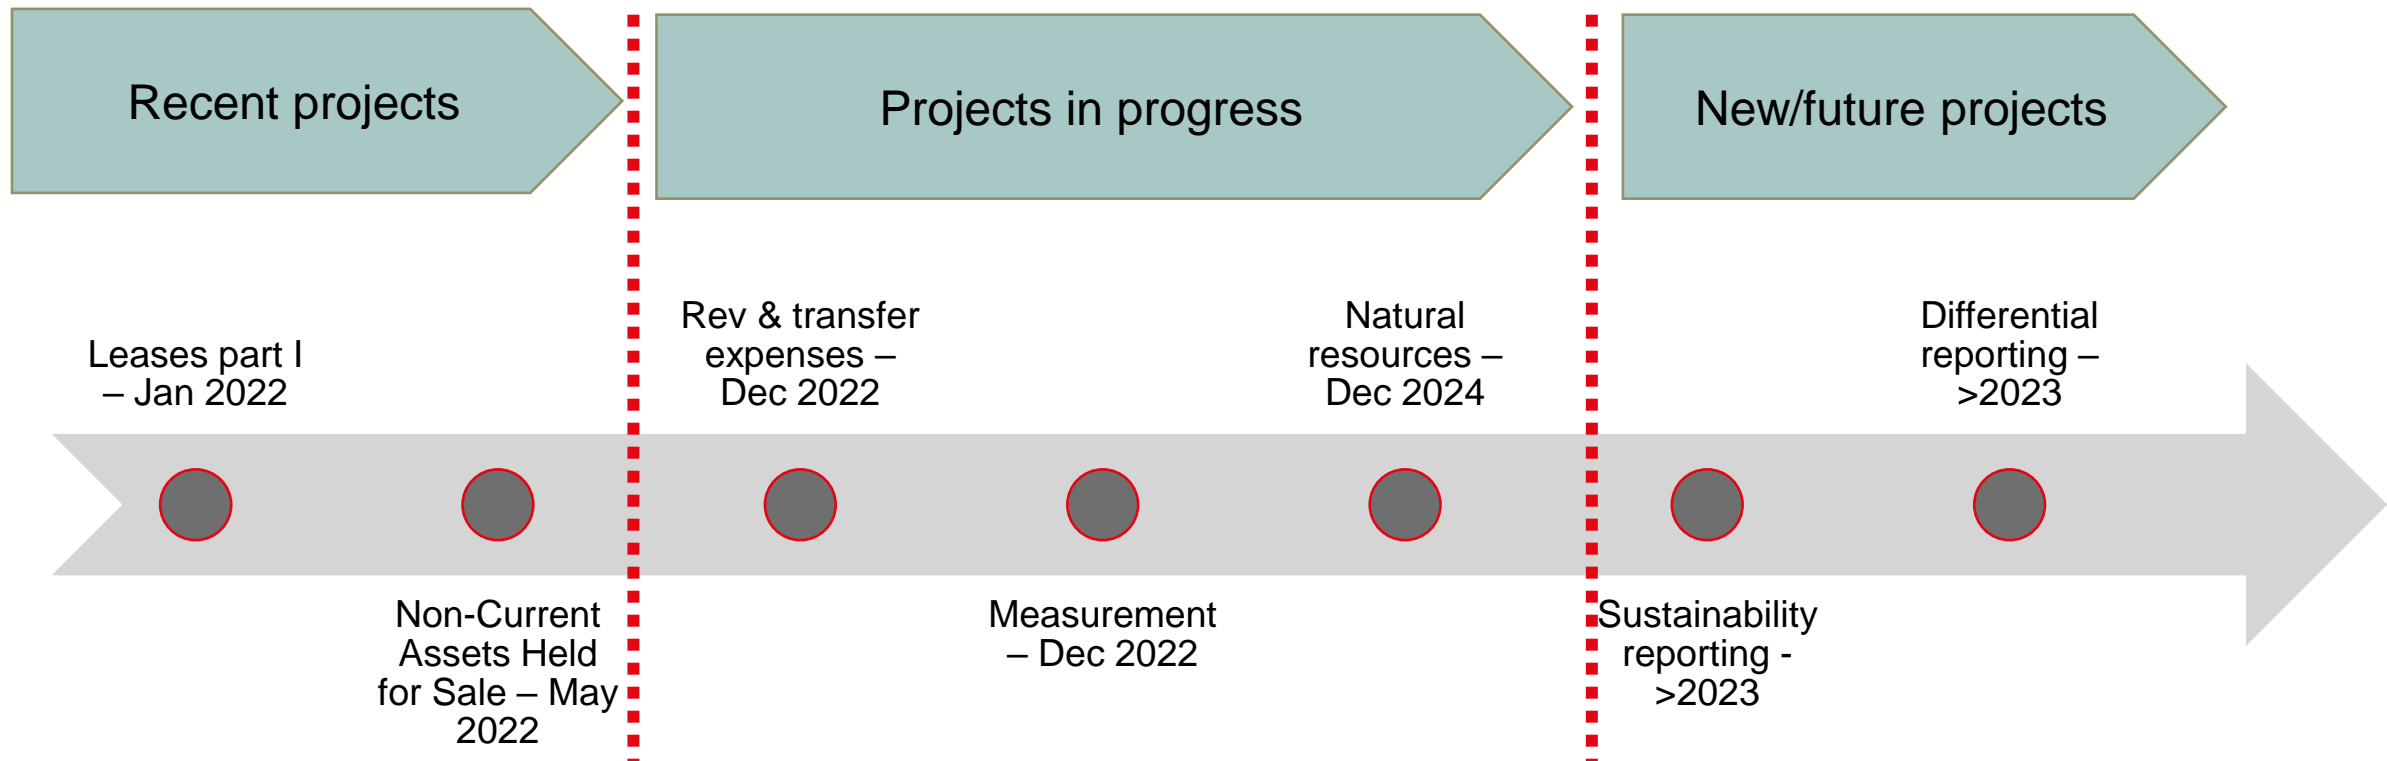 Recent projects
Projects in progress
New/future projects
Leases part I
– Jan 2022
Non-Current
Assets Held
for Sale – May
2022
Rev & transfer
expenses –
Dec 2022
Measurement
– Dec 2022
Natural
resources –
Dec 2024
Sustainability
reporting -
>2023
Differential
reporting –
>2023